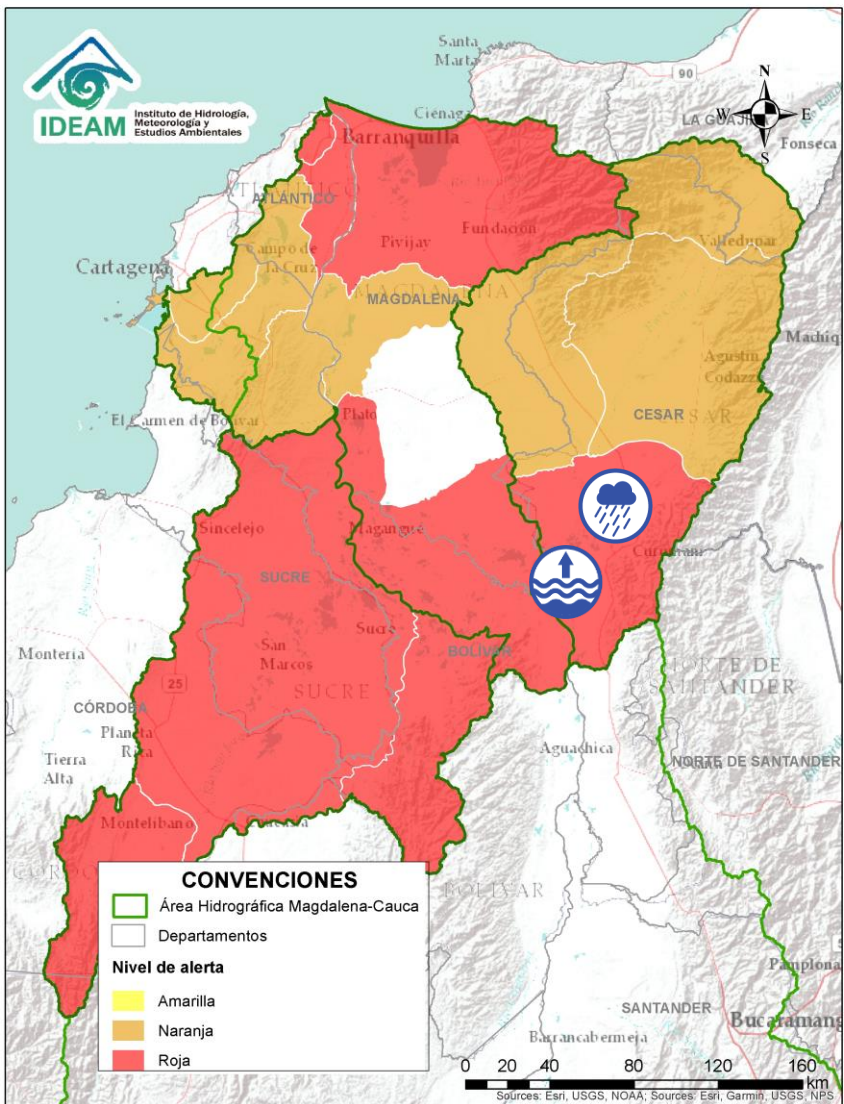 IDEAM
Instituto de Hidrología,
Meteorología y
Estudios Ambientales
Santa
Marta
90
N
W
E
S
LA GUAJI
Ciénaga
Fonseca
Barranquilla
ATLÁNTICO
Fundación
Pivijay
Valledupar
Campo de
la Cruz
Cartagena
MAGDALENA
Machiq
Agustín
Codazzi
El Carmen de Bolívar
Plato
CESAR
Sincelejo
Magangué
Curumaní
SUCRE
Sucre
San
Marcos
BOLÍVAR
Montería
NORTE DE
SANTANDER
SUCRE
25
CÓRDOBA
Planeta
Rica
Aguachica
Tierra
Alta
NORTE DE SANTANDER
Montelíbano
Caucasia
BOLÍVAR
CONVENCIONES
Área Hidrográfica Magdalena-Cauca
Departamentos
Nivel de alerta
Amarilla
Naranja
Roja
Pamplona
SANTANDER
Bucaramang
Barrancabermeja
0 20 40 80 120 160
km
Sources: Esri, USGS, NOAA; Sources: Esri, Garmin, USGS, NPS